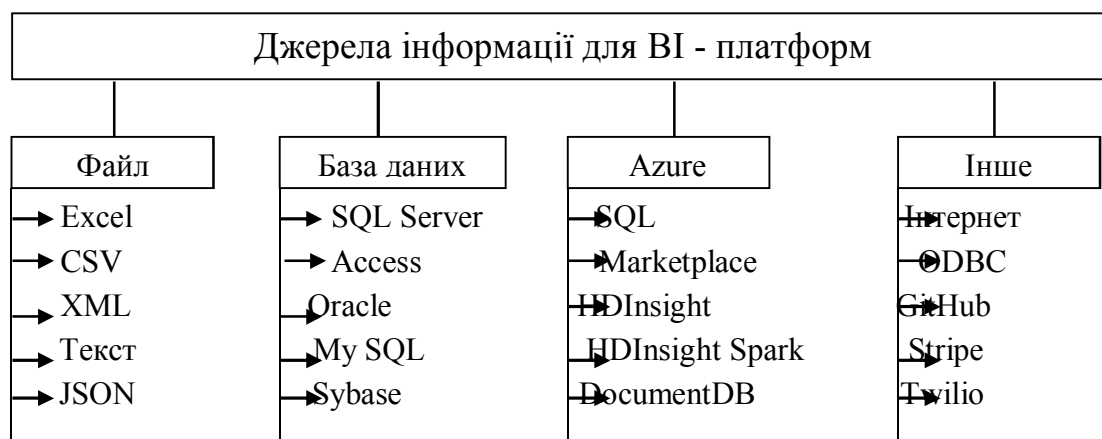 Джерела інформації для BI - платформ
Файл
Excel
CSV
XML
Текст
JSON
База даних
SQL Server
Access
Oracle
My SQL
Sybase
Azure
SQL
Marketplace
HDInsight
HDInsight Spark
DocumentDB
Інше
Інтернет
ODBC
GitHub
Stripe
Twilio